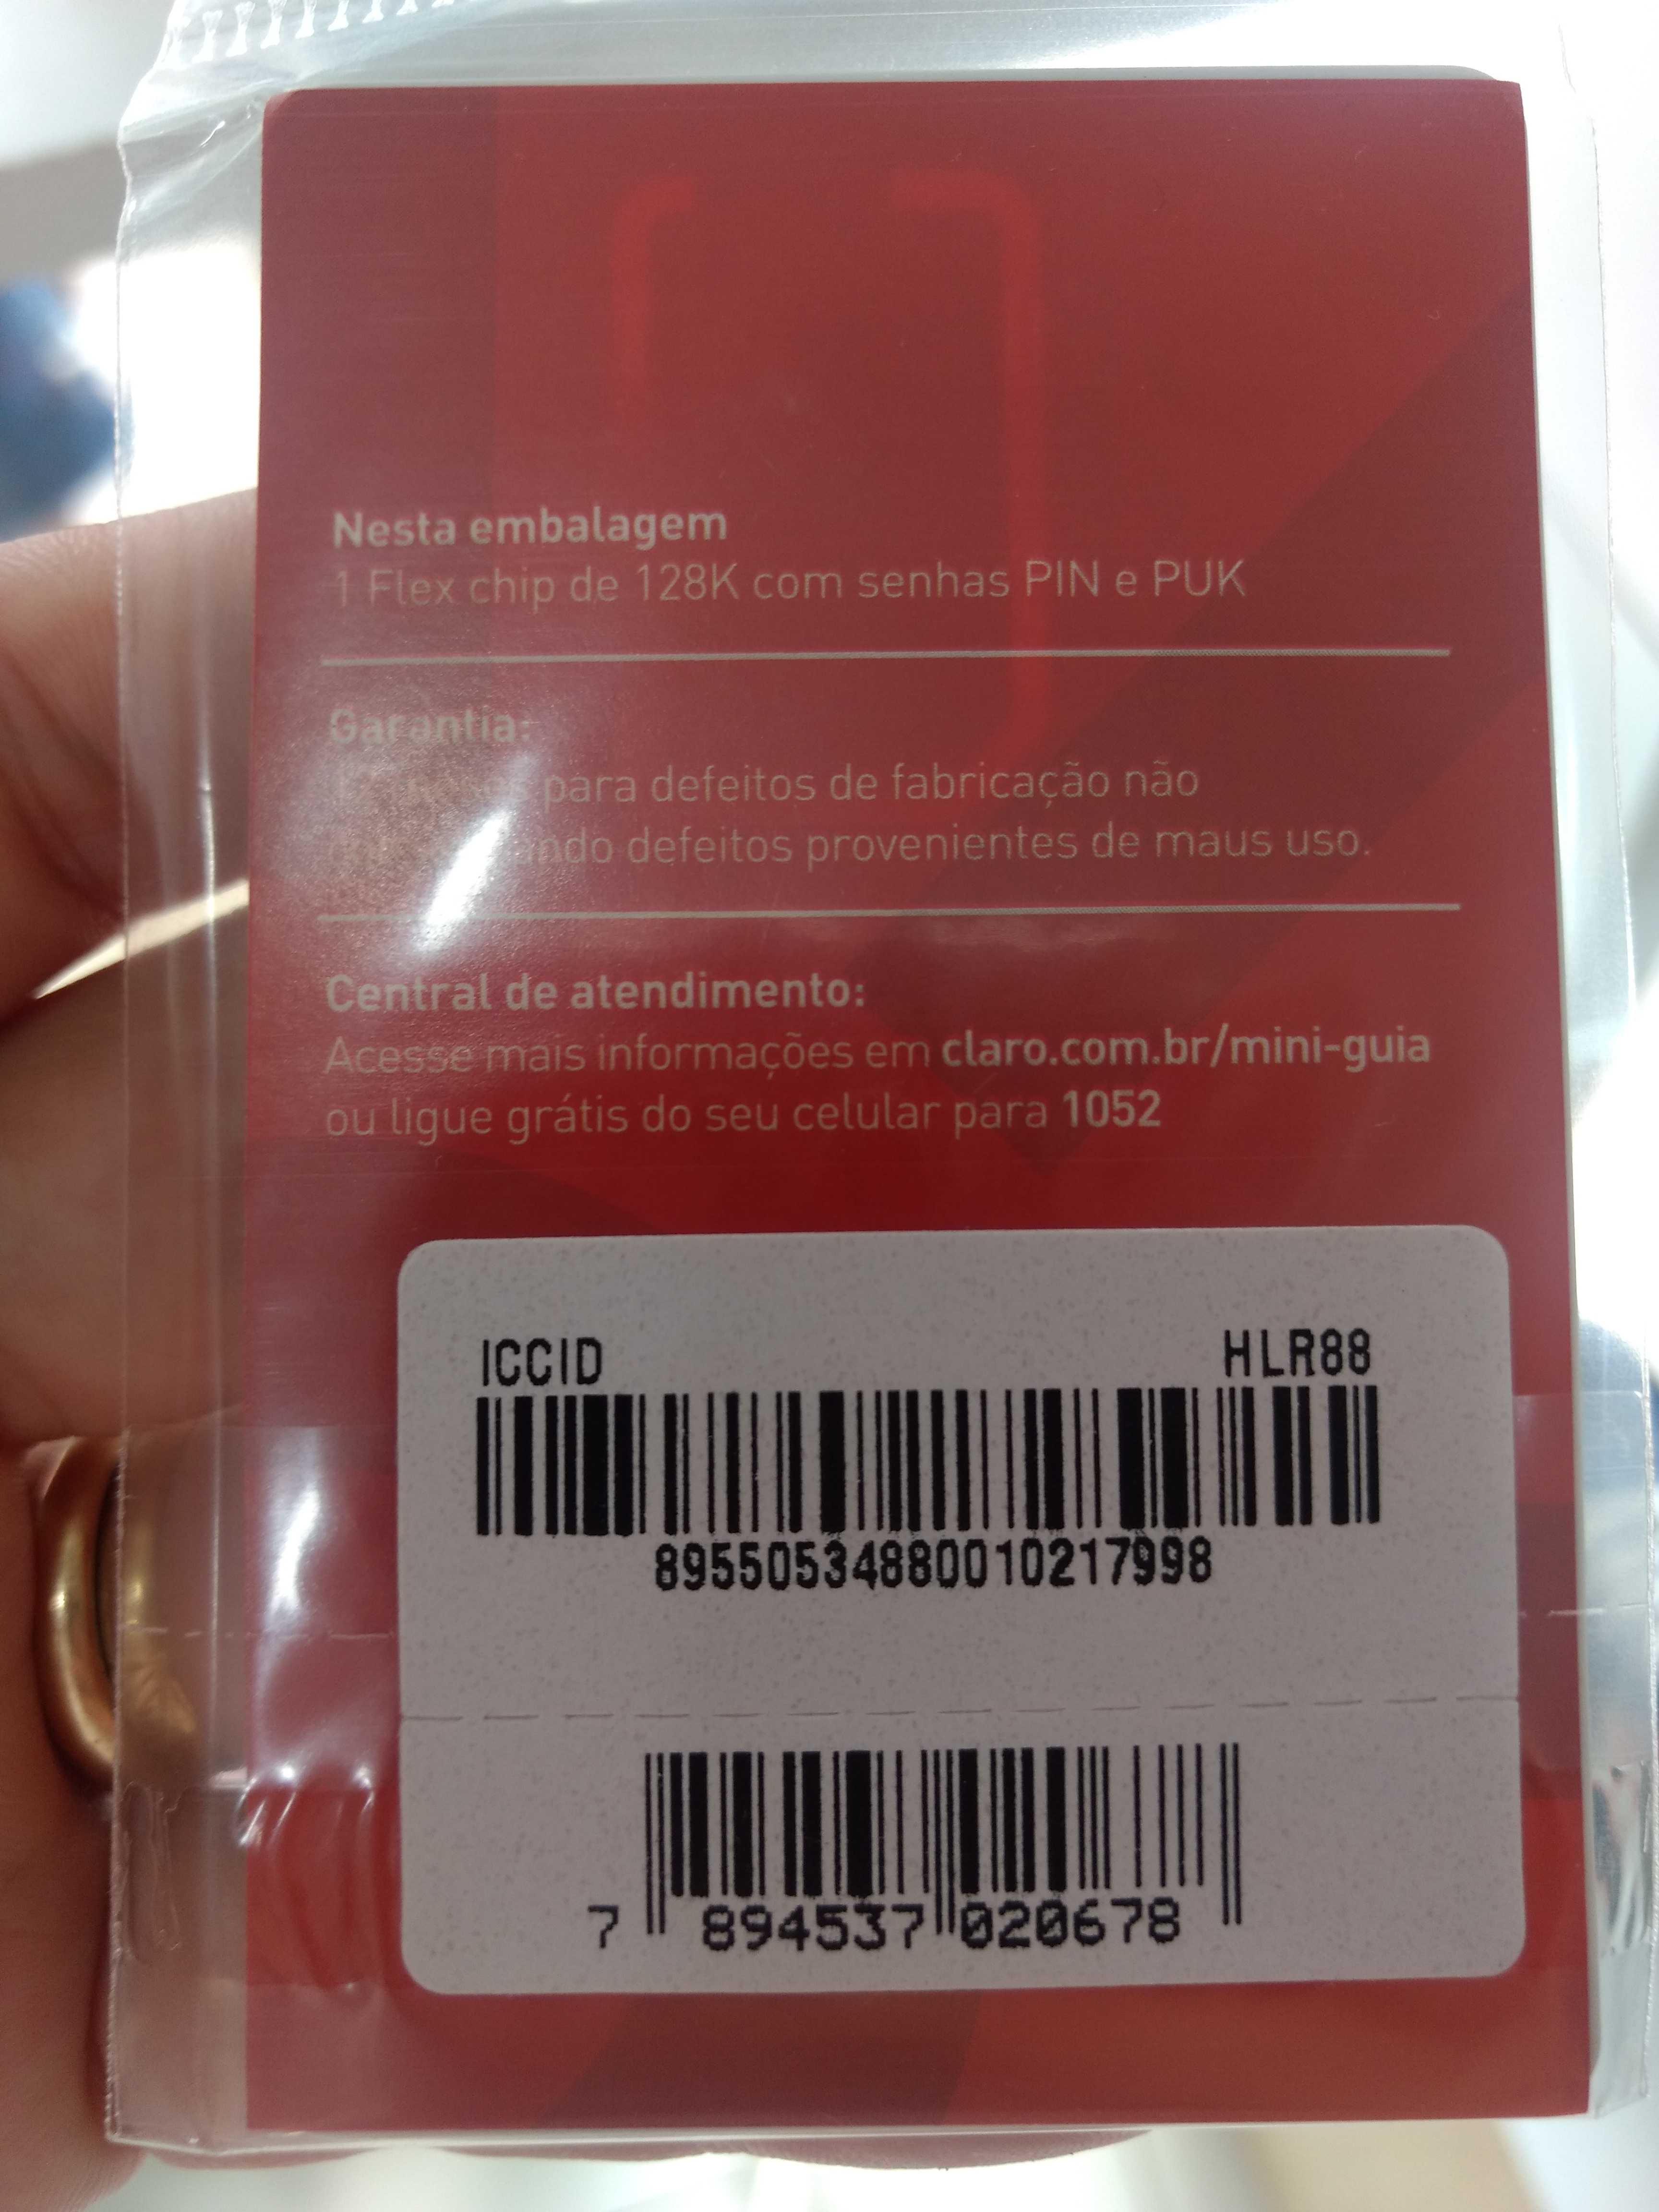 Nesta embalagem
1 Flex chip de 128K com senhas PIN e PUK
Garantia:
para defeitos de fabricação não
defeitos provenientes de maus uso.
Central de atendimento:
Acesse mais informações em claro.com.br/mini-guia
ou ligue grátis do seu celular para 1052
ICCID HLR88
89550534880010217998
7 894537 020678